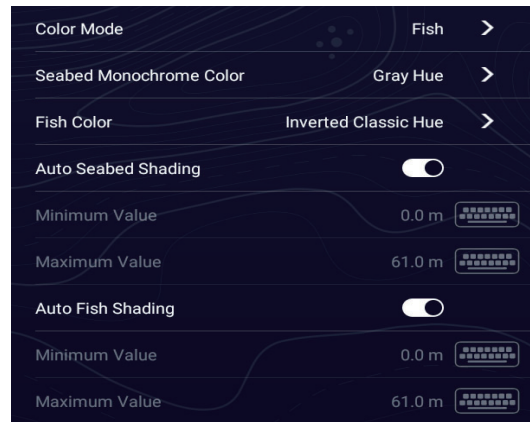 Color Mode Fish
Seabed Monochrome Color Gray Hue
Fish Color Inverted Classic Hue
Auto Seabed Shading
Minimum Value 0.0 m
Maximum Value 61.0 m
Auto Fish Shading
Minimum Value 0.0 m
Maximum Value 61.0 m